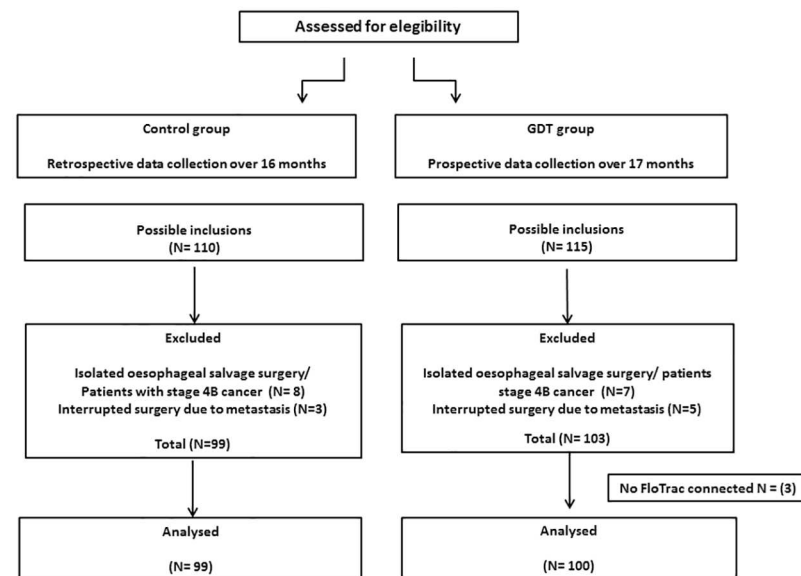 Assessed for elegibility
Control group
Retrospective data collection over 16 months
GDT group
Prospective data collection over 17 months
Possible inclusions
(N= 110)
Possible inclusions
(N= 115)
Excluded
Isolated oesophageal salvage surgery/
Patients with stage 4B cancer (N= 8)
Interrupted surgery due to metastasis (N=3)
Total (N=99)
Excluded
Isolated oesophageal salvage surgery/ patients
stage 4B cancer (N=7)
Interrupted surgery due to metastasis (N=5)
Total (N= 103)
No FloTrac connected N = (3)
Analysed
(N= 99)
Analysed
(N= 100)